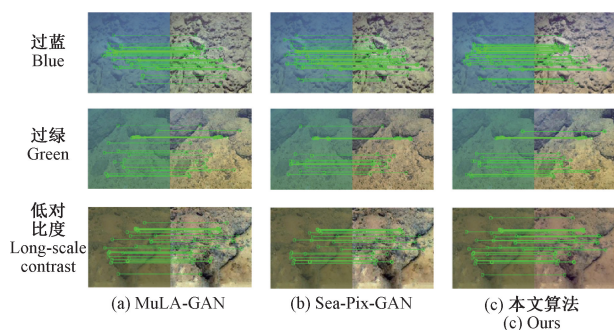 过蓝
Blue
过绿
Green
低对
比度
Long-scale
contrast
(a) MuLA-GAN
(b) Sea-Pix-GAN
(c) 本文算法
(c) Ours